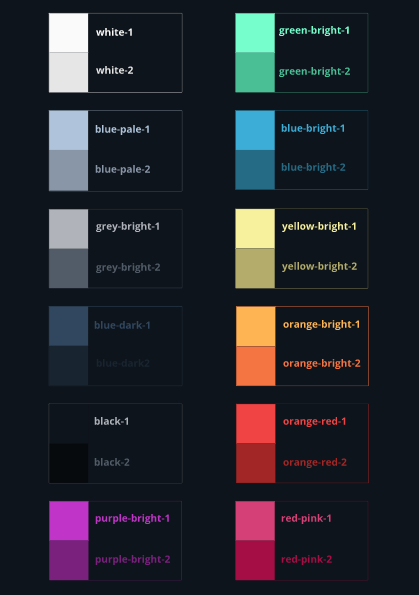 white-1
white-2
green-bright-1
green-bright-2
blue-pale-1
blue-pale-2
blue-bright-1
blue-bright-2
grey-bright-1
grey-bright-2
yellow-bright-1
yellow-bright-2
blue-dark-1
blue-dark2
orange-bright-1
orange-bright-2
black-1
black-2
orange-red-1
orange-red-2
purple-bright-1
purple-bright-2
red-pink-1
red-pink-2